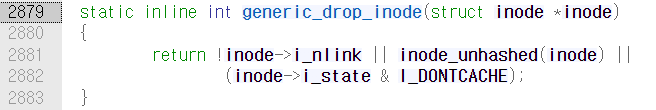 2879 static inline int generic_drop_inode(struct inode *inode)
2880 {
2881         return !inode->i_nlink || inode_unhashed(inode) ||
2882                 (inode->i_state & I_DONTCACHE);
2883 }